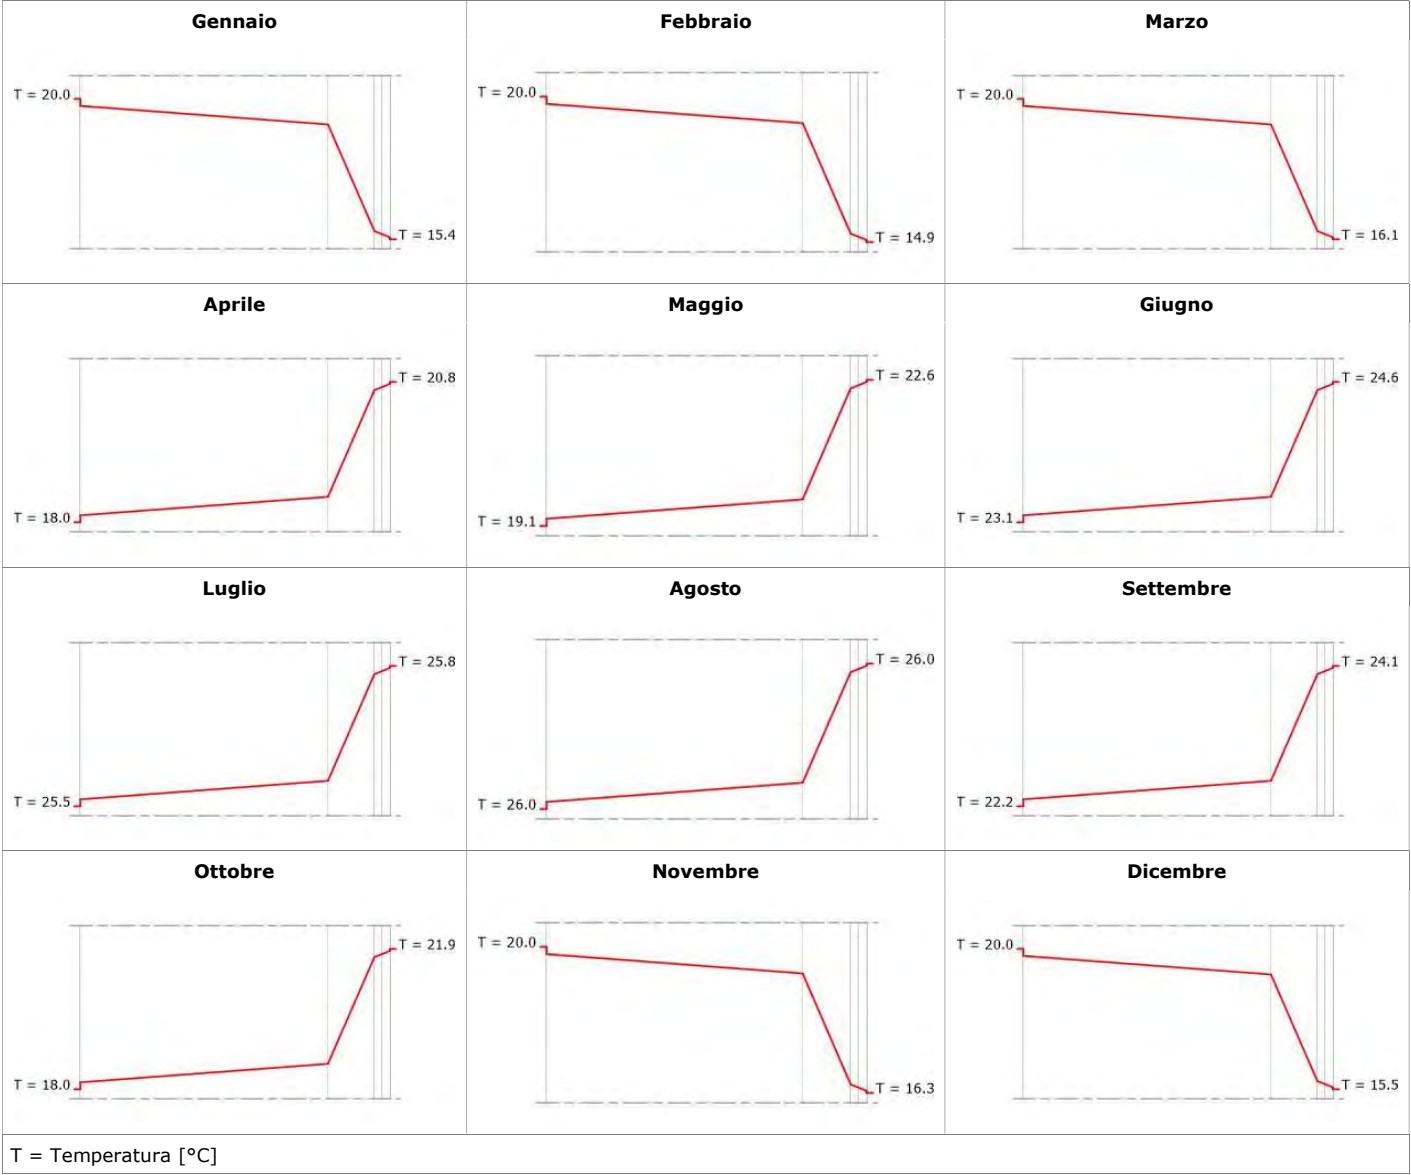 Gennaio
Febbraio
Marzo
T = 20.0
T = 15.4
T = 20.0
T = 14.9
T = 20.0
T = 16.1
Aprile
Maggio
Giugno
T = 20.8
T = 18.0
T = 22.6
T = 19.1
T = 24.6
T = 23.1
Luglio
Agosto
Settembre
T = 25.8
T = 25.5
T = 26.0
T = 26.0
T = 24.1
T = 22.2
Ottobre
Novembre
Dicembre
T = 21.9
T = 18.0
T = 20.0
T = 16.3
T = 20.0
T = 15.5
T = Temperatura [°C]